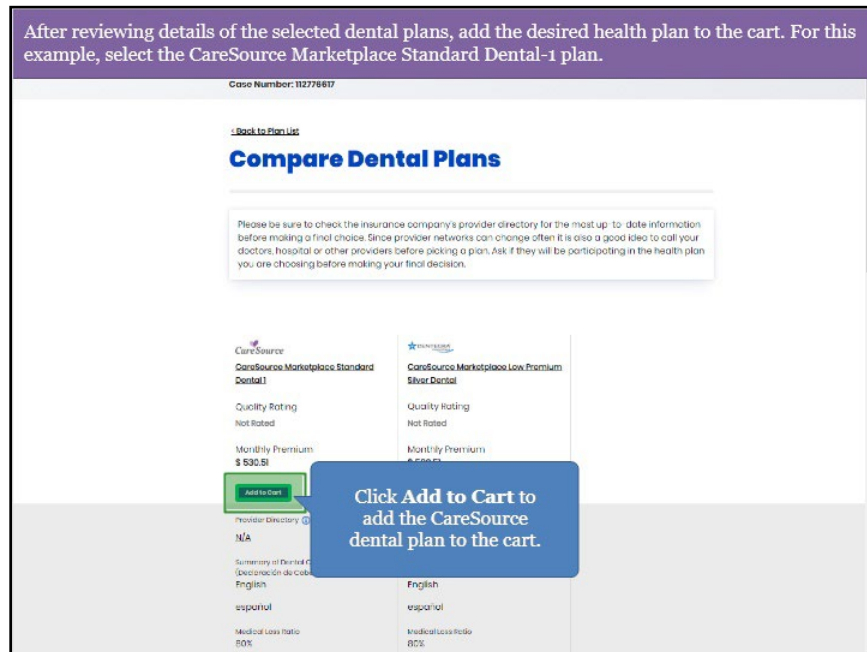 After reviewing details of the selected dental plans, add the desired health plan to the cart. For this
example, select the CareSource Marketplace Standard Dental-1 plan.
Case Number: 112776617
< Back to Plan List
Compare Dental Plans
Please be sure to check the insurance company's provider directory for the most up-to-date information
before making a final choice. Since provider networks can change often it is also a good idea to call your
doctors, hospital or other providers before picking a plan. Ask if they will be participating in the health plan
you are choosing before making your final decision.
CareSource
CareSource Marketplace Standard
Dental 1
Quality Rating
Not Rated
Monthly Premium
$ 530.51
Add to Cart
Provider Directory
N/A
Summary of Dental
(Declaración de
English
español
Medical Loss Ratio
80%
CareSource Marketplace Low Premium
Silver Dental
Quality Rating
Not Rated
Monthly Premium
English
español
Medical Loss Ratio
80%
Click Add to Cart to
add the CareSource
dental plan to the cart.